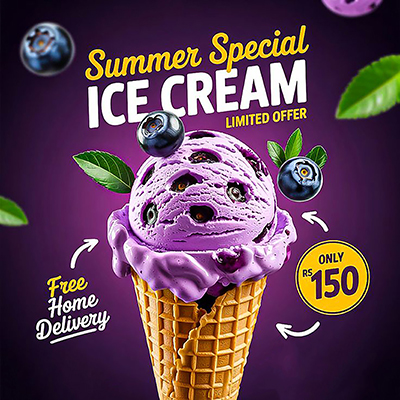 Summer Special
ICE CREAM
LIMITED OFFER
Free
Home
Delivery
ONLY
RS 150